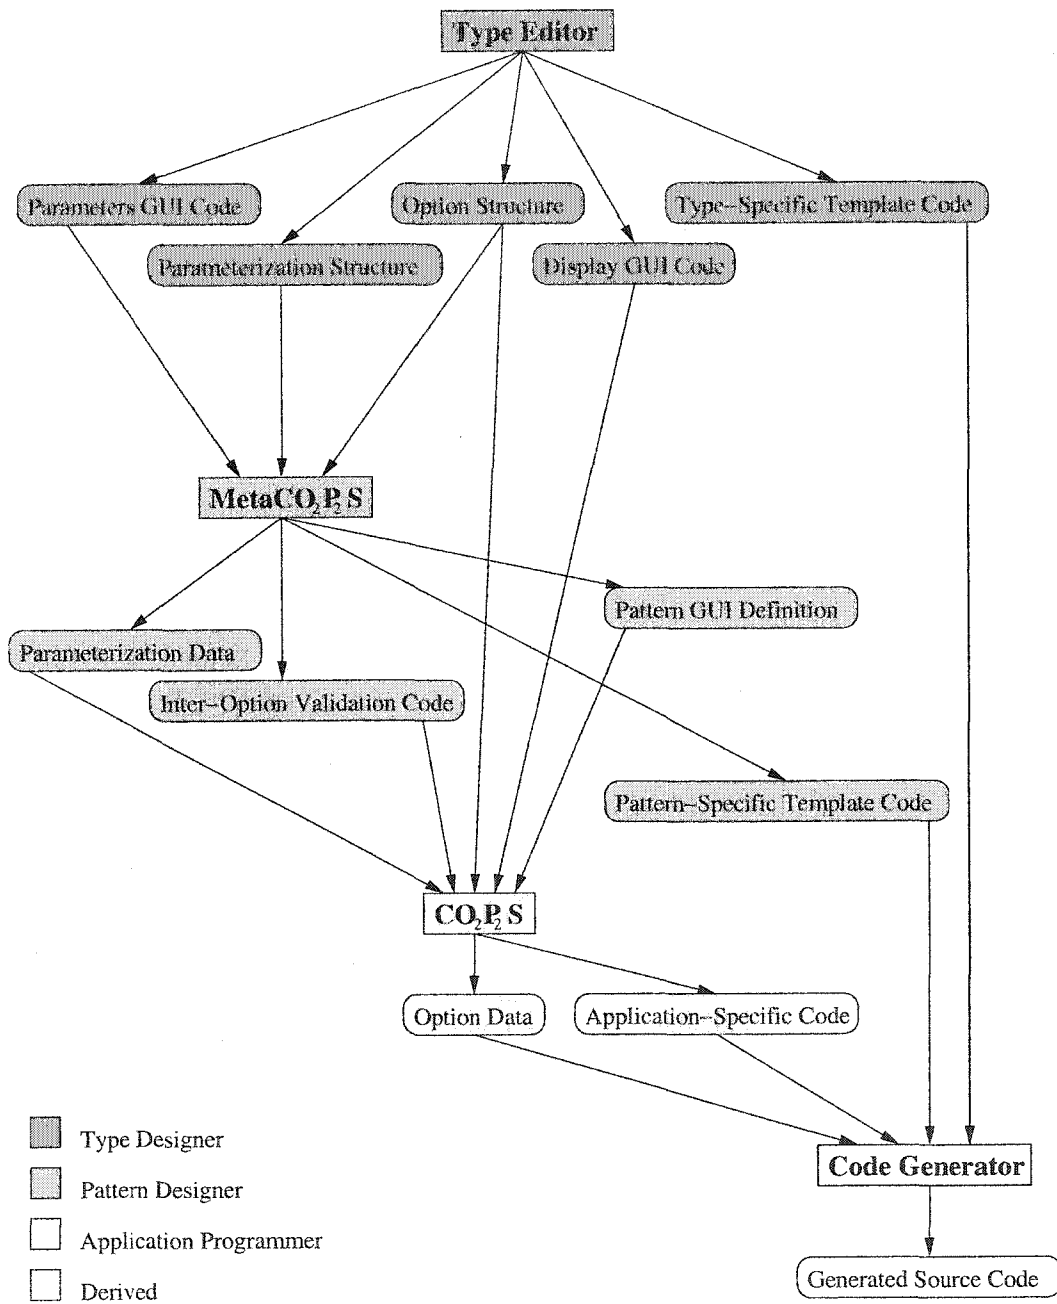 Type Editor
Parameters GUI Code
Option Structure
Type-Specific Template Code
Parameterization Structure
Display GUI Code
MetaCO2P2S
Pattern GUI Definition
Parameterization Data
Inter-Option Validation Code
Pattern-Specific Template Code
CO2P2S
Option Data
Application-Specific Code
Type Designer
Code Generator
Pattern Designer
Application Programmer
Generated Source Code
Derived